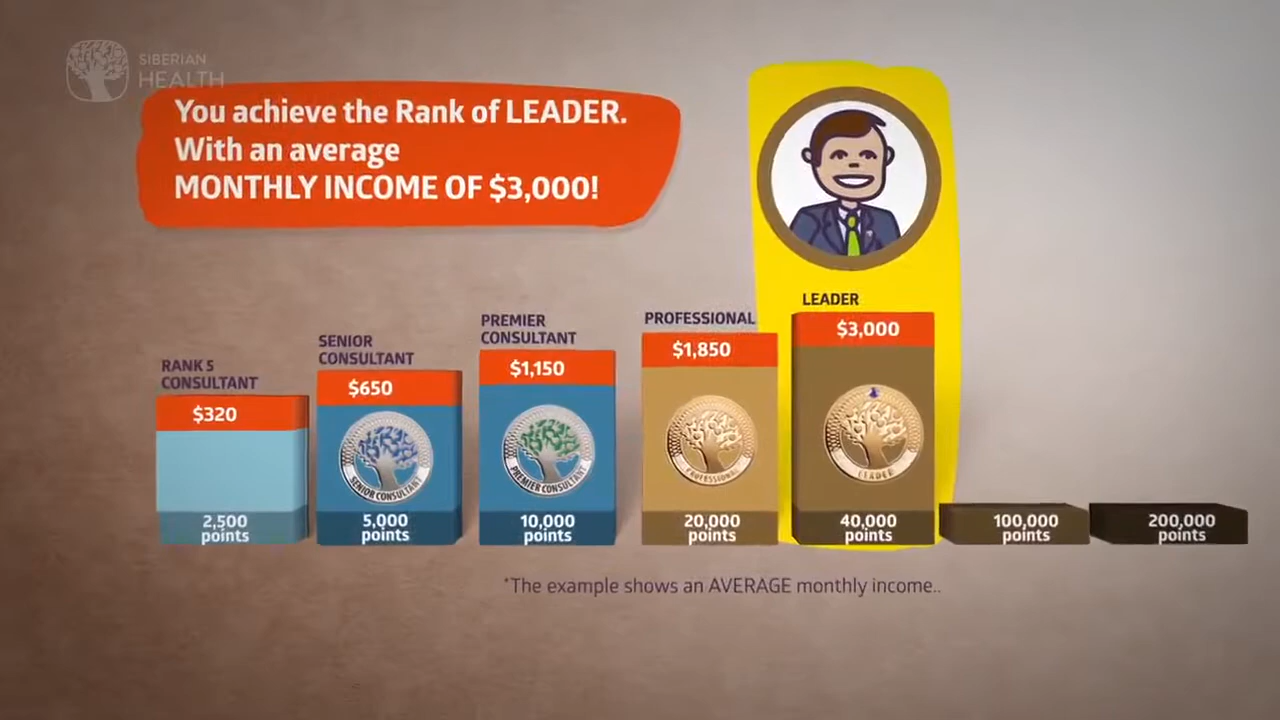 SIBERIAN
HEALTH
You achieve the Rank of LEADER.
With an average
MONTHLY INCOME OF $3,000!
RANK 5
CONSULTANT
$320
2,500
points
SENIOR
CONSULTANT
$650
SENIOR CONSULTANT
5,000
points
PREMIER
CONSULTANT
$1,150
PREMIER CONSULTANT
10,000
points
PROFESSIONAL
$1,850
PROFESSIONAL
20,000
points
LEADER
$3,000
LEADER
40,000
points
100,000
points
200,000
points
*The example shows an AVERAGE monthly income..